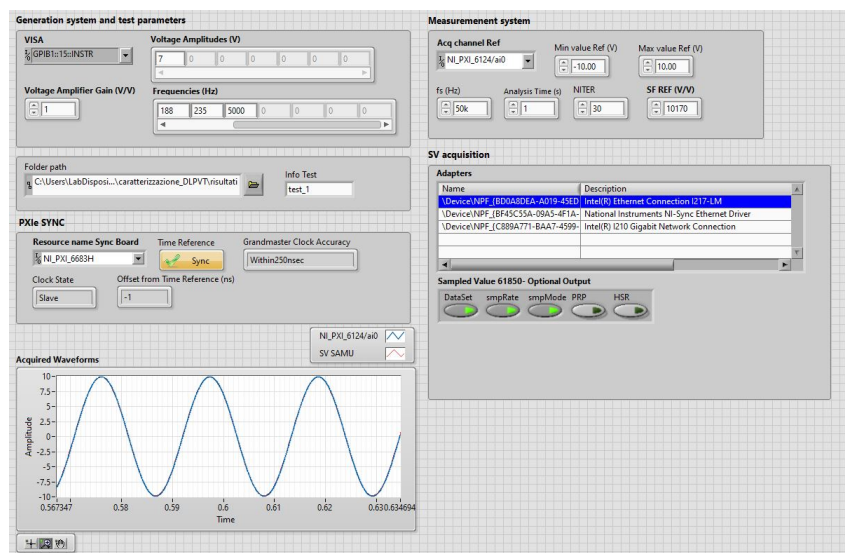 Generation system and test parameters
VISA
GPIB1::15::INSTR
Voltage Amplitudes (V)
7 0 0 0 0 0 0
Voltage Amplifier Gain (V/V)
1
Frequencies (Hz)
188 235 5000 0 0 0 0
Folder path
C:\Users\LabDisposi...\caratterizzazione_DLPVT\risultati
Info Test
test_1
PXIe SYNC
Resource name Sync Board
NI_PXI_6683H
Time Reference
Sync
Grandmaster Clock Accuracy
Within250nsec
Clock State
Slave
Offset from Time Reference (ns)
-1
NI_PXI_6124/ai0
SV SAMU
Acquired Waveforms
10-
7.5-
5-
2.5-
0-
-2.5-
-5-
-7.5-
-10-
Amplitude
0.567347 0.58 0.59 0.6 0.61 0.62 0.63 0.634694
Time
Measuremenent system
Acq channel Ref
NI_PXI_6124/ai0
Min value Ref (V)
-10.00
Max value Ref (V)
10.00
fs (Hz)
50k
Analysis Time (s)
1
NITER
30
SF REF (V/V)
10170
SV acquisition
Adapters
Name Description
\Device\NPF_{BD0A8DEA-A019-45ED Intel(R) Ethernet Connection I217-LM
\Device\NPF_{BF45C55A-09A5-4F1A- National Instruments NI-Sync Ethernet Driver
\Device\NPF_{C889A771-BAA7-4599- Intel(R) I210 Gigabit Network Connection
Sampled Value 61850- Optional Output
DataSet smpRate smpMode PRP HSR